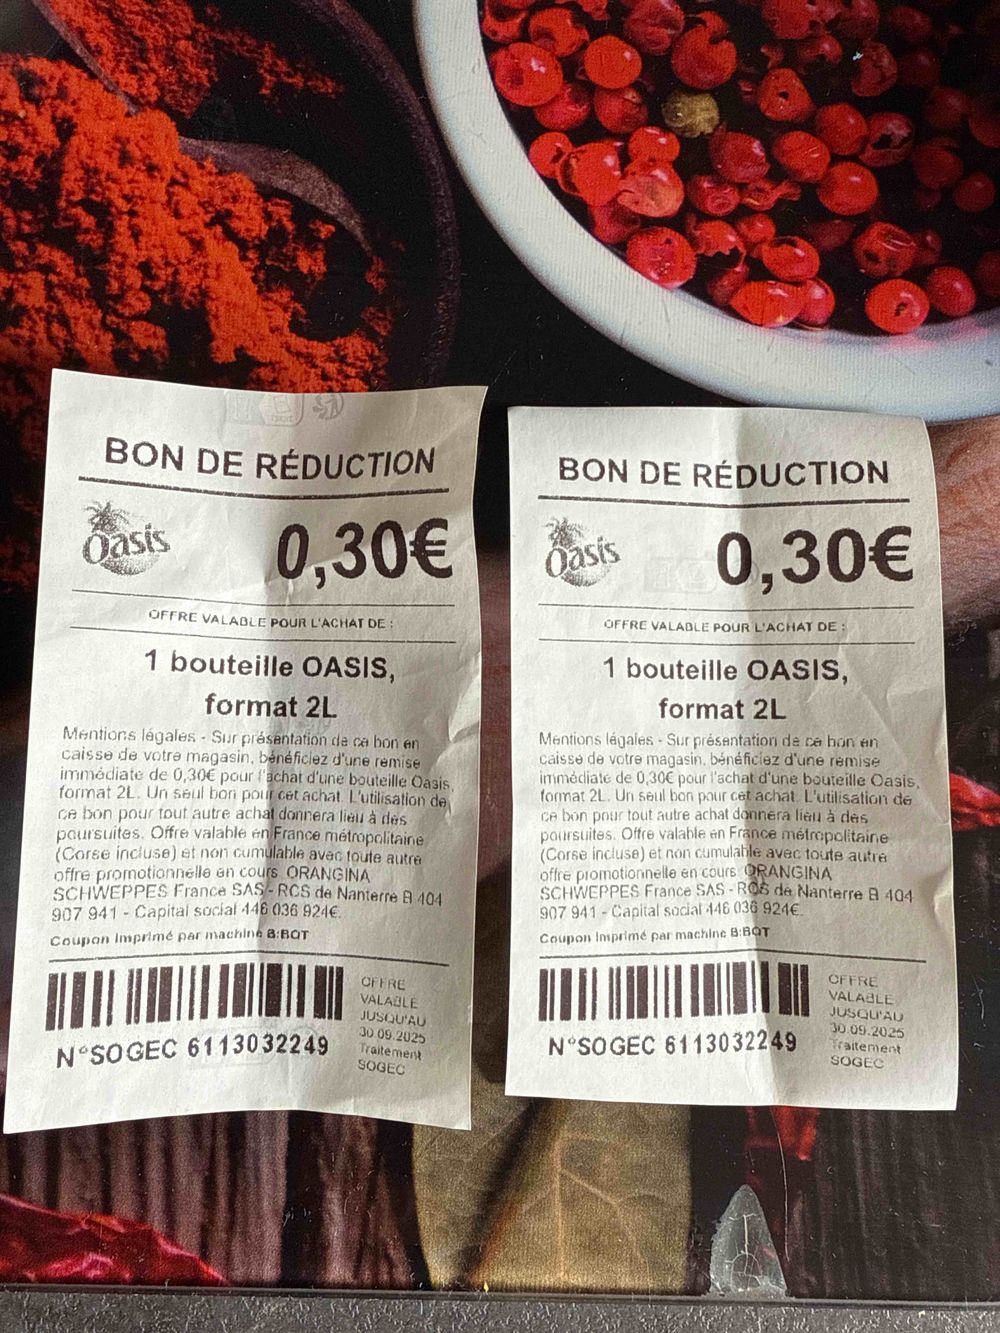 BON DE RÉDUCTION
Oasis
0,30€
OFFRE VALABLE POUR L'ACHAT DE :
1 bouteille OASIS,
format 2L
Mentions légales - Sur présentation de ce bon en
caisse de votre magasin, bénéficiez d'une remise
immédiate de 0,30€ pour l'achat d'une bouteille Oasis,
format 2L. Un seul bon pour cet achat. L'utilisation de
ce bon pour tout autre achat donnera lieu à des
poursuites. Offre valable en France métropolitaine
(Corse incluse) et non cumulable avec toute autre
offre promotionnelle en cours ORANGINA
SCHWEPPES France SAS - RCS de Nanterre B 404
907 941 - Capital social 446 036 924€.
Coupon imprimé par machine B:BOT
OFFRE
VALABLE
JUSQU'AU
30.09.2025
Traitement
SOGEC
N°SOGEC 6113032249
BON DE RÉDUCTION
Oasis
0,30€
OFFRE VALABLE POUR L'ACHAT DE :
1 bouteille OASIS,
format 2L
Mentions légales - Sur présentation de ce bon en
caisse de votre magasin, bénéficiez d'une remise
immédiate de 0,30€ pour l'achat d'une bouteille Oasis,
format 2L. Un seul bon pour cet achat. L'utilisation de
ce bon pour tout autre achat donnera lieu à des
poursuites. Offre valable en France métropolitaine
(Corse incluse) et non cumulable avec toute autre
offre promotionnelle en cours ORANGINA
SCHWEPPES France SAS - RCS de Nanterre B 404
907 941 - Capital social 446 036 924€.
Coupon imprimé par machine B:BOT
OFFRE
VALABLE
JUSQU'AU
30.09.2025
Traitement
SOGEC
N°SOGEC 6113032249